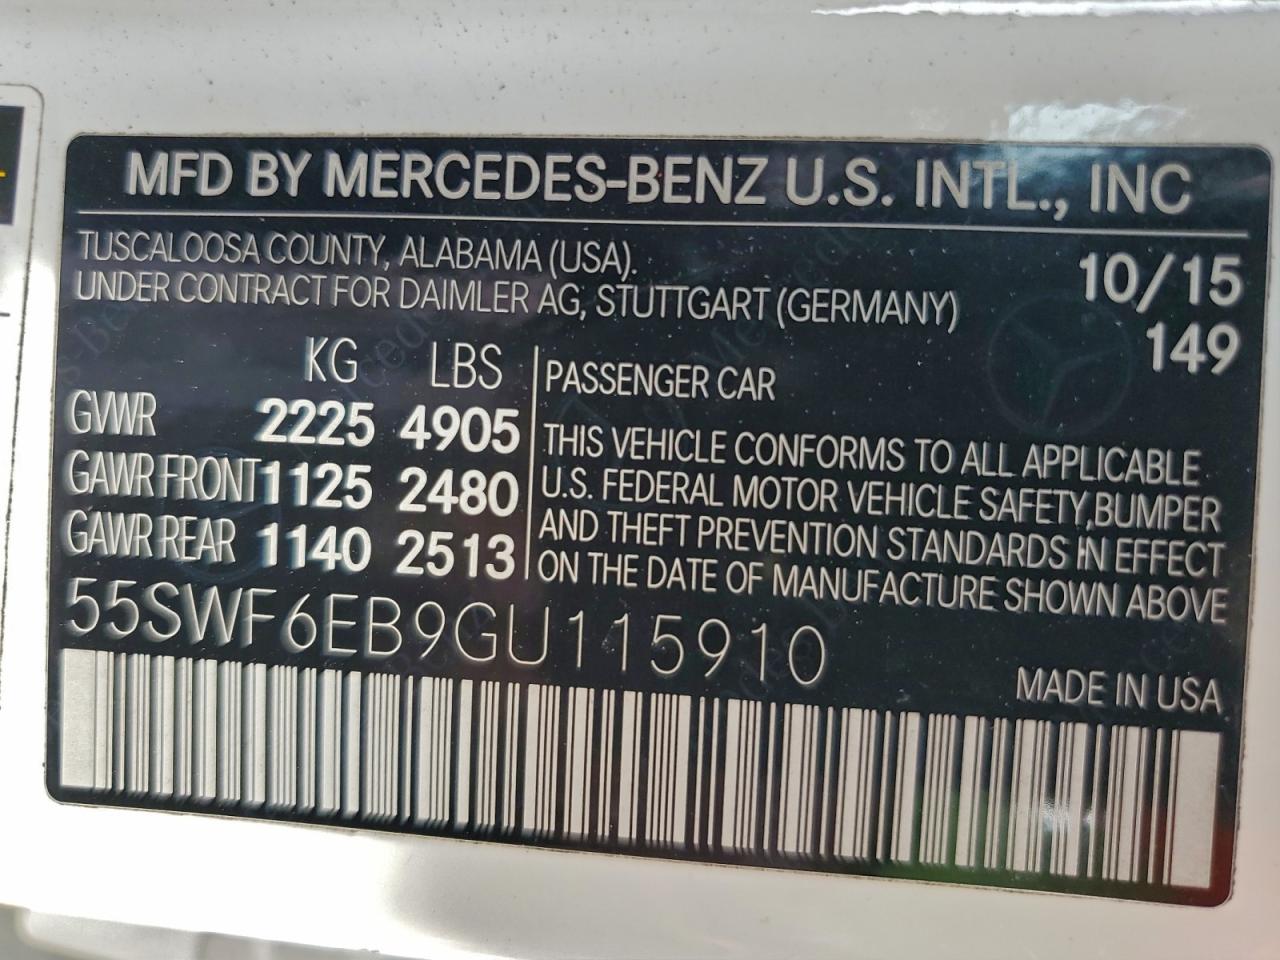 MFD BY MERCEDES-BENZ U.S. INTL., INC
TUSCALOOSA COUNTY, ALABAMA (USA).
UNDER CONTRACT FOR DAIMLER AG, STUTTGART (GERMANY)
10/15
149
KG LBS
GVWR 2225 4905
GAWR FRONT 1125 2480
GAWR REAR 1140 2513
PASSENGER CAR
THIS VEHICLE CONFORMS TO ALL APPLICABLE
U.S. FEDERAL MOTOR VEHICLE SAFETY, BUMPER
AND THEFT PREVENTION STANDARDS IN EFFECT
ON THE DATE OF MANUFACTURE SHOWN ABOVE
55SWF6EB9GU115910
MADE IN USA